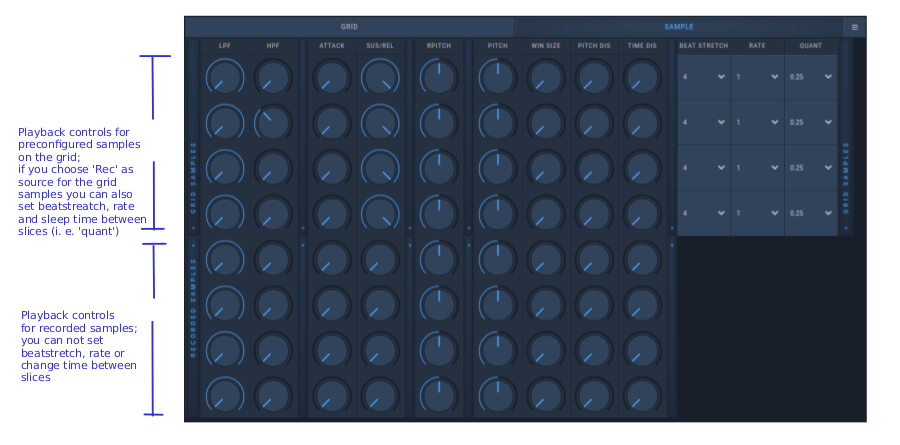 GRID
SAMPLE
≡
LPF HPF ATTACK SUS/REL RPITCH PITCH WIN SIZE PITCH DIS TIME DIS BEAT STRETCH RATE QUANT
4 1 0.25
4 1 0.25
4 1 0.25
4 1 0.25
GRID SAMPLES
GRID SAMPLES
RECORDED SAMPLES
Playback controls for
preconfigured samples
on the grid;
if you choose 'Rec' as
source for the grid
samples you can also
set beatstreatch, rate
and sleep time between
slices (i. e. 'quant')
Playback controls
for recorded samples;
you can not set
beatstretch, rate or
change time between
slices